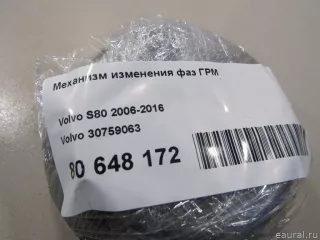 Механизм изменения фаз ГРМ
Volvo S80 2006-2016
Volvo 30759063
80 648 172
eaural.ru